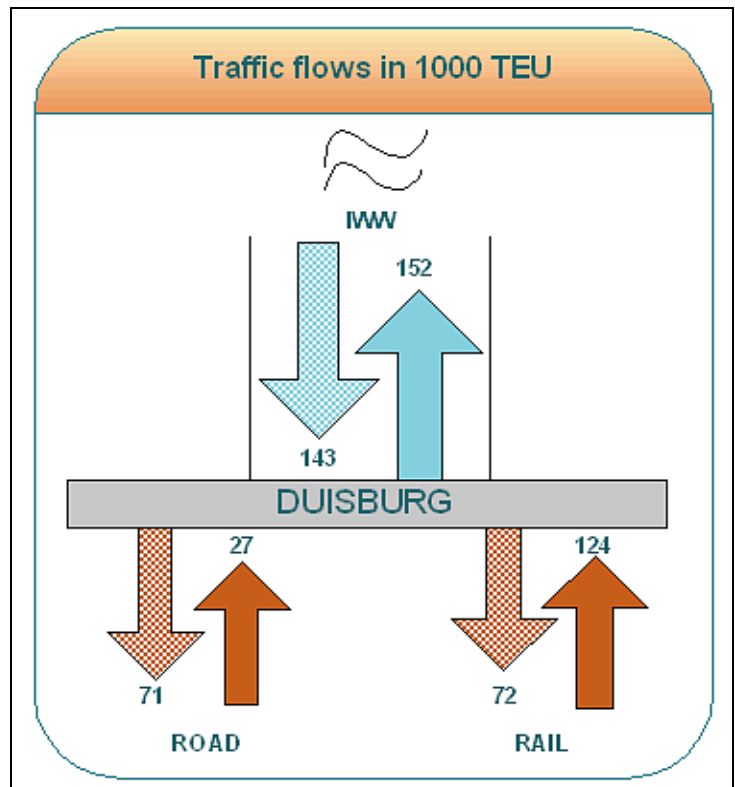 Traffic flows in 1000 TEU
IWW
152
143
DUISBURG
27
124
71
72
ROAD
RAIL